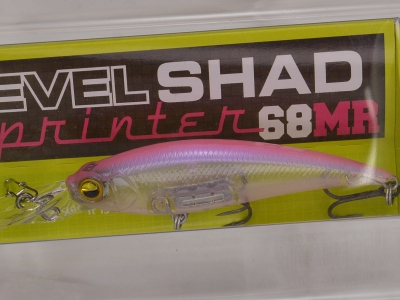 EVEL SHAD
printer 68MR